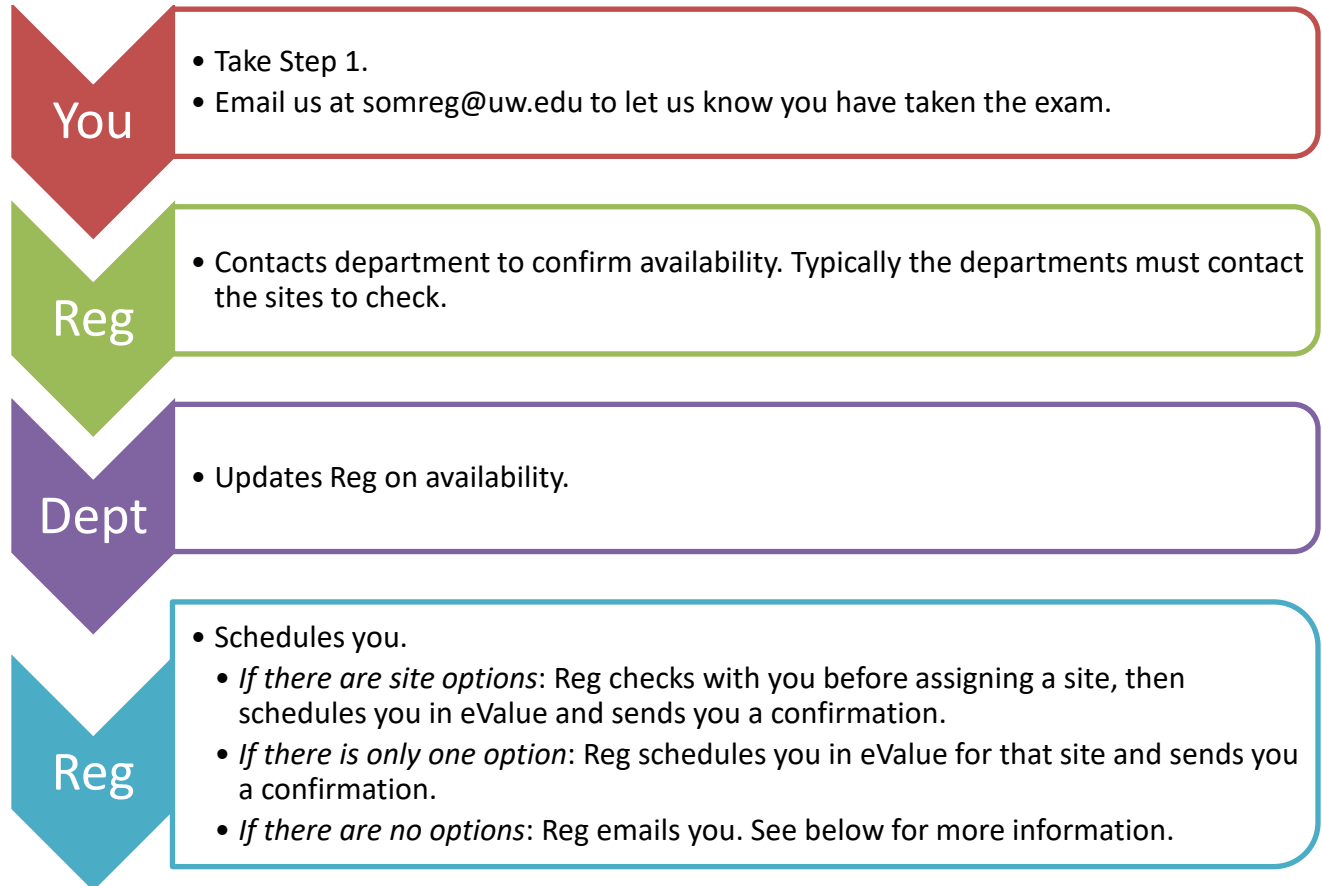 You
• Take Step 1.
• Email us at somreg@uw.edu to let us know you have taken the exam.
Reg
• Contacts department to confirm availability. Typically the departments must contact
the sites to check.
Dept
• Updates Reg on availability.
Reg
• Schedules you.
• If there are site options: Reg checks with you before assigning a site, then
schedules you in eValue and sends you a confirmation.
• If there is only one option: Reg schedules you in eValue for that site and sends you
a confirmation.
• If there are no options: Reg emails you. See below for more information.